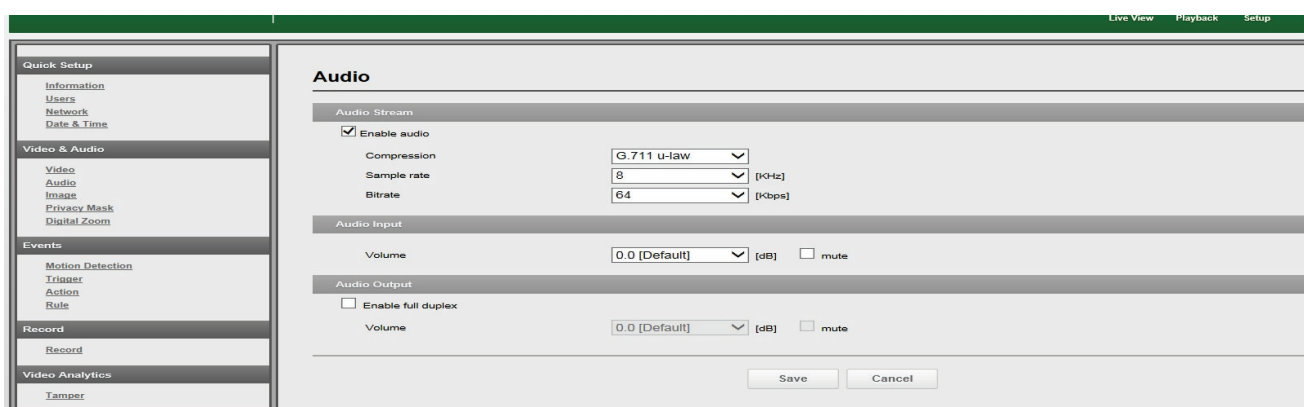 Live View Playback Setup
Quick Setup
Information
Users
Network
Date & Time
Video & Audio
Video
Audio
Image
Privacy Mask
Digital Zoom
Events
Motion Detection
Trigger
Action
Rule
Record
Record
Video Analytics
Tamper
Audio
Audio Stream
Enable audio
Compression G.711 u-law
Sample rate 8 [KHz]
Bitrate 64 [Kbps]
Audio Input
Volume 0.0 [Default] [dB] mute
Audio Output
Enable full duplex
Volume 0.0 [Default] [dB] mute
Save Cancel